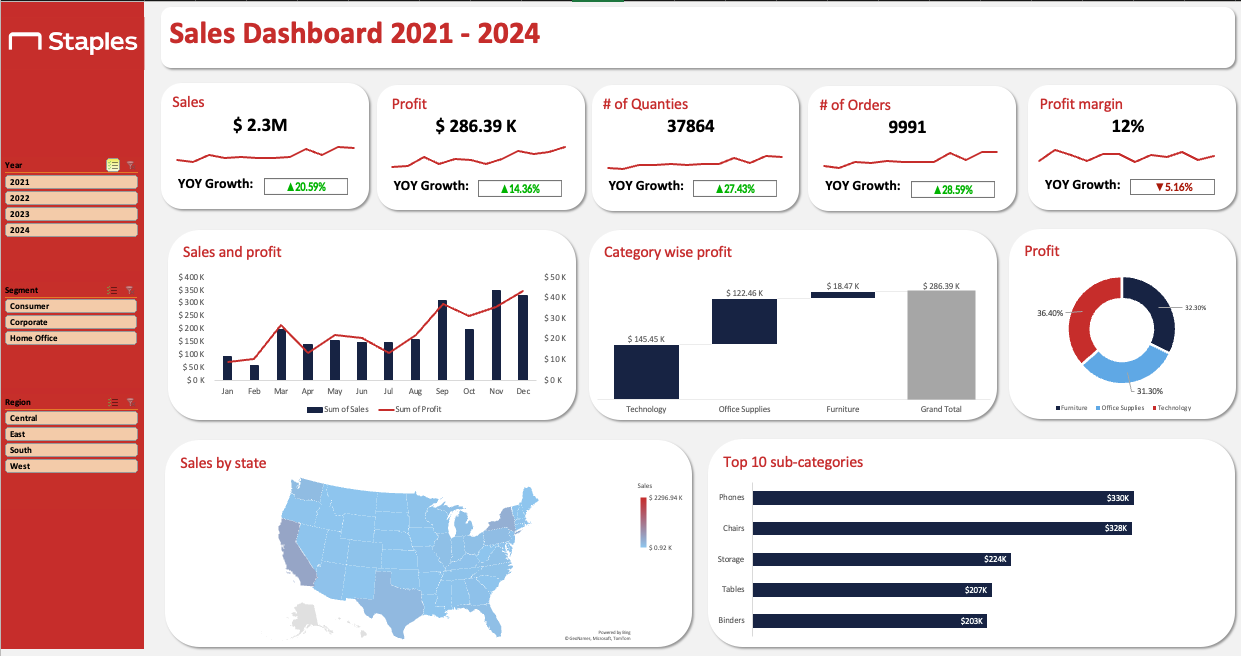 Staples
Sales Dashboard 2021 - 2024
Year
2021
2022
2023
2024
Segment
Consumer
Corporate
Home Office
Region
Central
East
South
West
Sales
$ 2.3M
YOY Growth:
▲20.59%
Profit
$ 286.39 K
YOY Growth:
▲14.36%
# of Quanties
37864
YOY Growth:
▲27.43%
# of Orders
9991
YOY Growth:
▲28.59%
Profit margin
12%
YOY Growth:
▼5.16%
Sales and profit
$ 400 K
$ 350 K
$ 300 K
$ 250 K
$ 200 K
$ 150 K
$ 100 K
$ 50 K
$ 0 K
$ 50 K
$ 40 K
$ 30 K
$ 20 K
$ 10 K
$ 0 K
Jan Feb Mar Apr May Jun Jul Aug Sep Oct Nov Dec
Sum of Sales Sum of Profit
Category wise profit
$ 145.45 K
$ 122.46 K
$ 18.47 K
$ 286.39 K
Technology Office Supplies Furniture Grand Total
Profit
36.40%
32.30%
31.30%
Furniture Office Supplies Technology
Sales by state
Sales
$ 2296.94 K
$ 0.92 K
Powered by Bing
© GeoNames, Microsoft, TomTom
Top 10 sub-categories
Phones $330K
Chairs $328K
Storage $224K
Tables $207K
Binders $203K